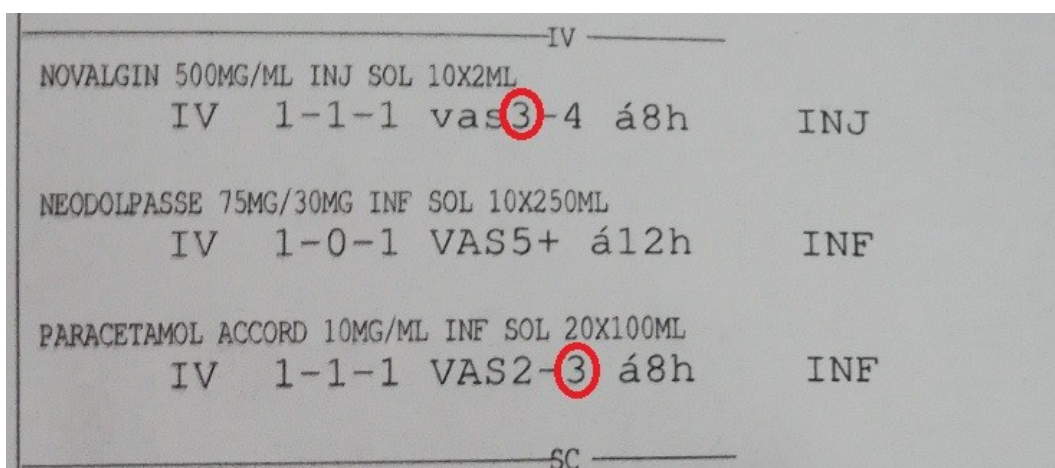 IV
NOVALGIN 500MG/ML INJ SOL 10X2ML
IV 1-1-1 vas3-4 á8h INJ
NEODOLPASSE 75MG/30MG INF SOL 10X250ML
IV 1-0-1 VAS5+ á12h INF
PARACETAMOL ACCORD 10MG/ML INF SOL 20X100ML
IV 1-1-1 VAS2-3 á8h INF
SC